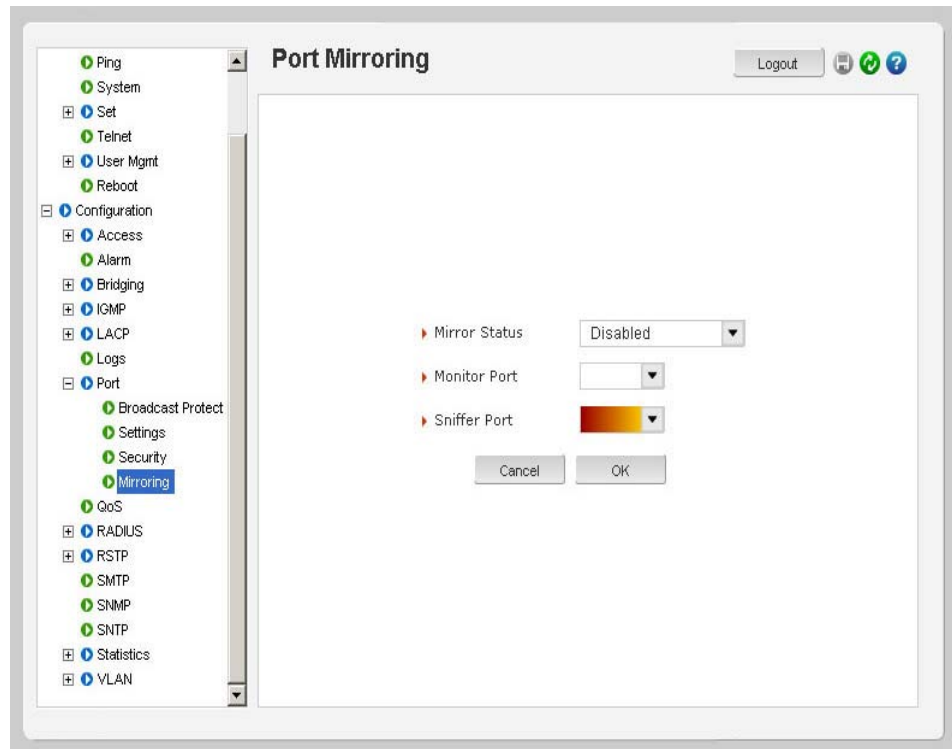 Port Mirroring
Logout
Ping
System
Set
Telnet
User Mgmt
Reboot
Configuration
Access
Alarm
Bridging
IGMP
LACP
Logs
Port
Broadcast Protect
Settings
Security
Mirroring
QoS
RADIUS
RSTP
SMTP
SNMP
SNTP
Statistics
VLAN
Mirror Status Disabled
Monitor Port
Sniffer Port
Cancel OK